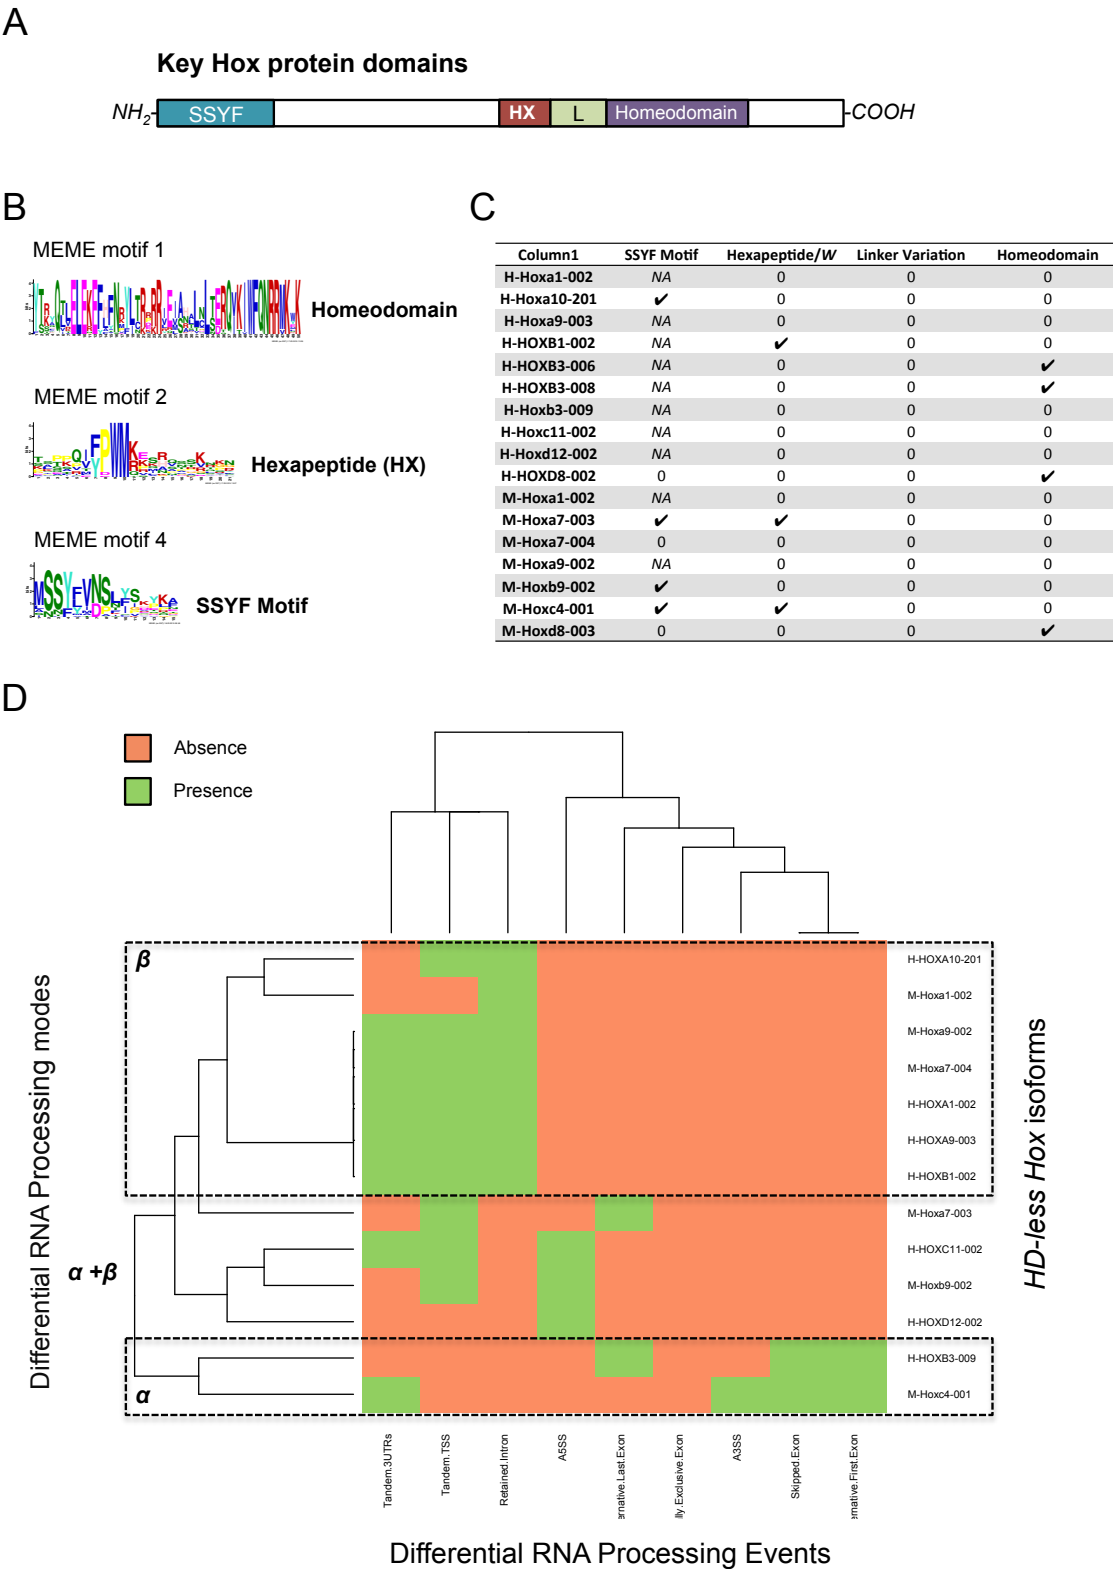 A
Key Hox protein domains
NH2- SSYF HX L Homeodomain -COOH
B
MEME motif 1
Homeodomain
MEME motif 2
Hexapeptide (HX)
MEME motif 4
SSYF Motif
C
Column1 SSYF Motif Hexapeptide/W Linker Variation Homeodomain
H-Hoxa1-002 NA 0 0 0
H-Hoxa10-201 ✔ 0 0 0
H-Hoxa9-003 NA 0 0 0
H-HOXB1-002 NA ✔ 0 0
H-HOXB3-006 NA 0 0 ✔
H-HOXB3-008 NA 0 0 ✔
H-Hoxb3-009 NA 0 0 0
H-Hoxc11-002 NA 0 0 0
H-Hoxd12-002 NA 0 0 0
H-HOXD8-002 0 0 0 ✔
M-Hoxa1-002 NA 0 0 0
M-Hoxa7-003 ✔ ✔ 0 0
M-Hoxa7-004 0 0 0 0
M-Hoxa9-002 NA 0 0 0
M-Hoxb9-002 ✔ 0 0 0
M-Hoxc4-001 ✔ ✔ 0 0
M-Hoxd8-003 0 0 0 ✔
D
Absence
Presence
Differential RNA Processing modes
β
α +β
α
H-HOXA10-201
M-Hoxa1-002
M-Hoxa9-002
M-Hoxa7-004
H-HOXA1-002
H-HOXA9-003
H-HOXB1-002
M-Hoxa7-003
H-HOXC11-002
M-Hoxb9-002
H-HOXD12-002
H-HOXB3-009
M-Hoxc4-001
HD-less Hox isoforms
Tandem.3UTRs
Tandem.TSS
Retained.Intron
A5SS
ernative.Last.Exon
lly.Exclusive.Exon
A3SS
Skipped.Exon
ernative.First.Exon
Differential RNA Processing Events